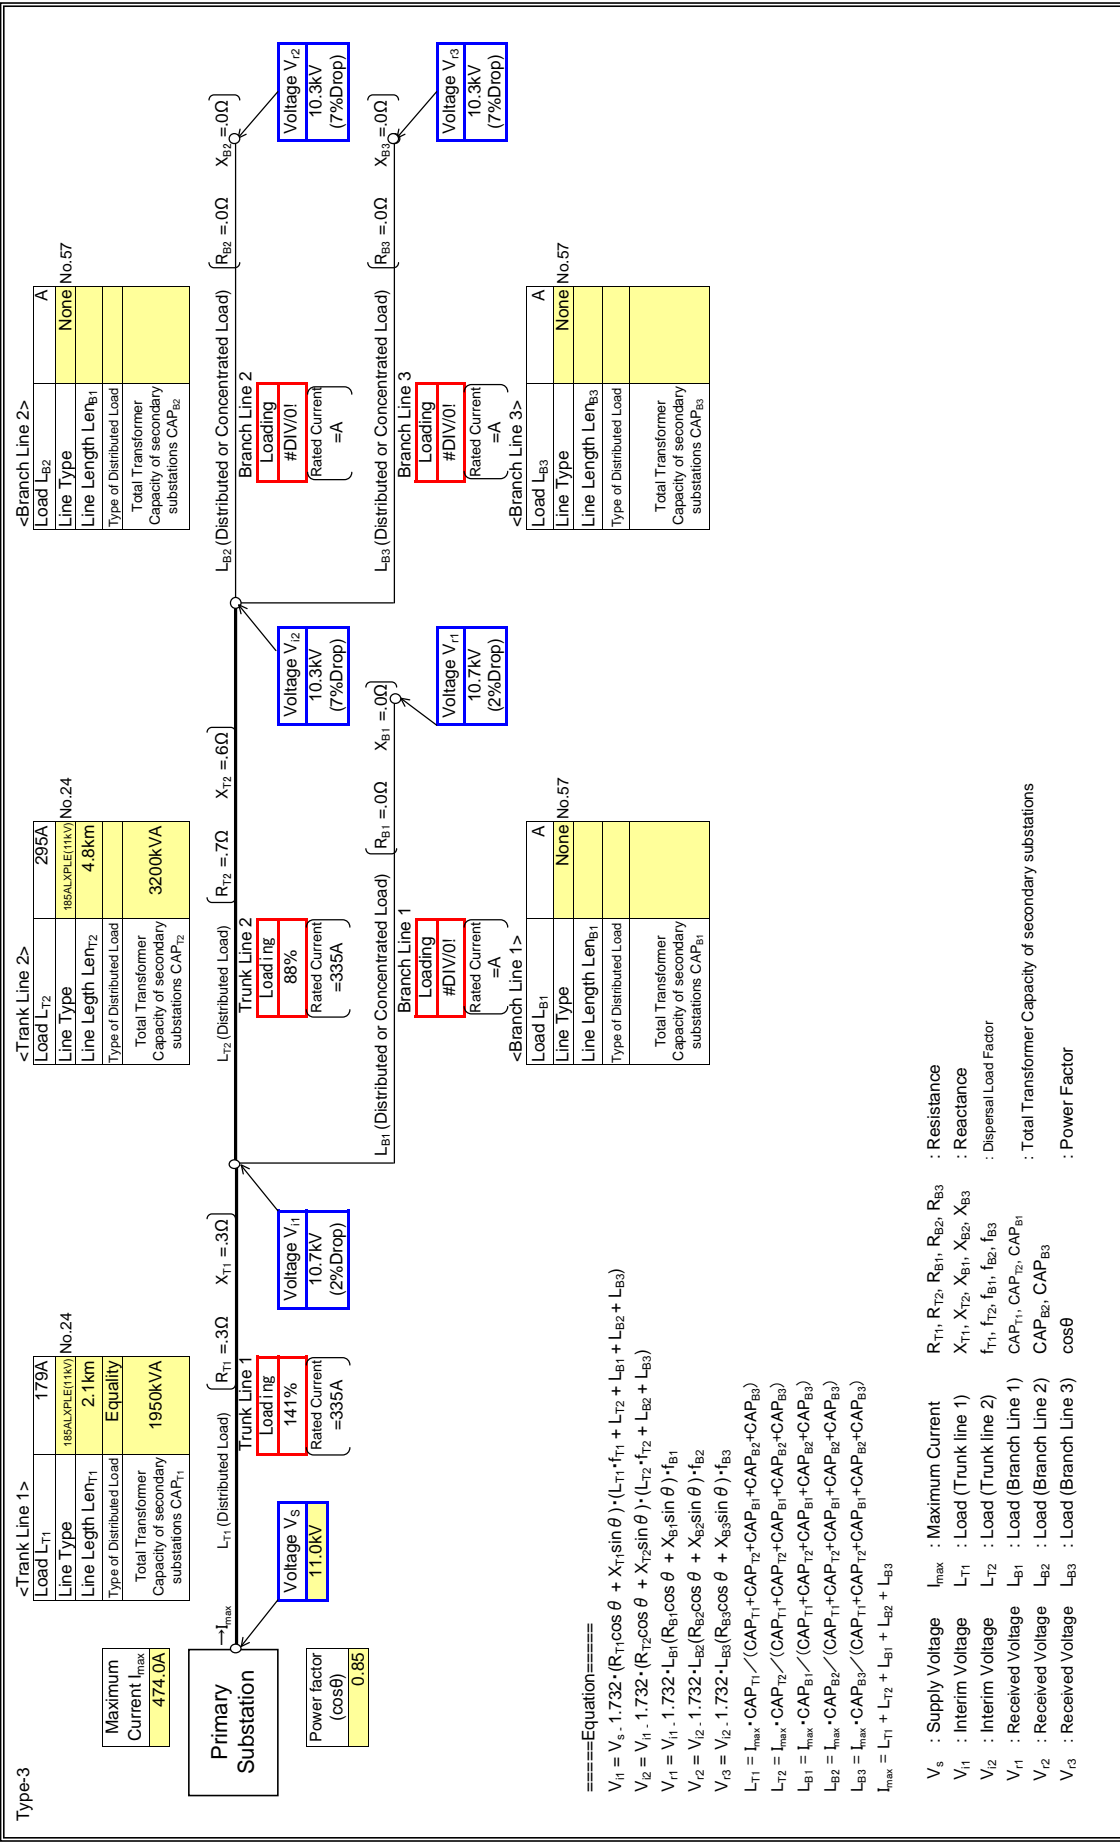 Type-3
Maximum
Current Imax
474.0A
Power factor
(cosθ)
0.85
Primary
Substation
→Imax
Voltage Vs
11.0kV
<Trank Line 1>
Load LT1 179A
Line Type 185ALXPLE(11kV) No.24
Line Legth LenT1 2.1km
Type of Distributed Load Equality
Total Transformer
Capacity of secondary
substations CAPT1
1950kVA
LT1 (Distributed Load)
RT1 =.3Ω XT1 =.3Ω
Trunk Line 1
Loading
141%
Rated Current
=335A
Voltage Vi1
10.7kV
(2%Drop)
<Trank Line 2>
Load LT2 295A
Line Type 185ALXPLE(11kV) No.24
Line Legth LenT2 4.8km
Type of Distributed Load
Total Transformer
Capacity of secondary
substations CAPT2
3200kVA
LT2 (Distributed Load)
RT2 =.7Ω XT2 =.6Ω
Trunk Line 2
Loading
88%
Rated Current
=335A
Voltage Vi2
10.3kV
(7%Drop)
LB1 (Distributed or Concentrated Load)
RB1 =.0Ω XB1 =.0Ω
Branch Line 1
Loading
#DIV/0!
Rated Current
=A
Voltage Vr1
10.7kV
(2%Drop)
<Branch Line 1>
Load LB1 A
Line Type None No.57
Line Length LenB1
Type of Distributed Load
Total Transformer
Capacity of secondary
substations CAPB1
<Branch Line 2>
Load LB2 A
Line Type None No.57
Line Length LenB1
Type of Distributed Load
Total Transformer
Capacity of secondary
substations CAPB2
LB2 (Distributed or Concentrated Load)
RB2 =.0Ω XB2 =.0Ω
Branch Line 2
Loading
#DIV/0!
Rated Current
=A
Voltage Vr2
10.3kV
(7%Drop)
LB3 (Distributed or Concentrated Load)
RB3 =.0Ω XB3 =.0Ω
Branch Line 3
Loading
#DIV/0!
Rated Current
=A
Voltage Vr3
10.3kV
(7%Drop)
<Branch Line 3>
Load LB3 A
Line Type None No.57
Line Length LenB3
Type of Distributed Load
Total Transformer
Capacity of secondary
substations CAPB3
=====Equation=====
Vi1 = Vs - 1.732・(RT1cos θ + XT1sin θ)・(LT1・fT1 + LT2 + LB1 + LB2 + LB3)
Vi2 = Vi1 - 1.732・(RT2cos θ + XT2sin θ)・(LT2・fT2 + LB2 + LB3)
Vr1 = Vi1 - 1.732・LB1(RB1cos θ + XB1sin θ)・fB1
Vr2 = Vi2 - 1.732・LB2(RB2cos θ + XB2sin θ)・fB2
Vr3 = Vi2 - 1.732・LB3(RB3cos θ + XB3sin θ)・fB3
LT1 = Imax・CAPT1／(CAPT1+CAPT2+CAPB1+CAPB2+CAPB3)
LT2 = Imax・CAPT2／(CAPT1+CAPT2+CAPB1+CAPB2+CAPB3)
LB1 = Imax・CAPB1／(CAPT1+CAPT2+CAPB1+CAPB2+CAPB3)
LB2 = Imax・CAPB2／(CAPT1+CAPT2+CAPB1+CAPB2+CAPB3)
LB3 = Imax・CAPB3／(CAPT1+CAPT2+CAPB1+CAPB2+CAPB3)
Imax = LT1 + LT2 + LB1 + LB2 + LB3
Vs : Supply Voltage Imax : Maximum Current RT1, RT2, RB1, RB2, RB3 : Resistance
Vi1 : Interim Voltage LT1 : Load (Trunk line 1) XT1, XT2, XB1, XB2, XB3 : Reactance
Vi2 : Interim Voltage LT2 : Load (Trunk line 2) fT1, fT2, fB1, fB2, fB3 : Dispersal Load Factor
Vr1 : Received Voltage LB1 : Load (Branch Line 1) CAPT1, CAPT2, CAPB1 : Total Transformer Capacity of secondary substations
Vr2 : Received Voltage LB2 : Load (Branch Line 2) CAPB2, CAPB3
Vr3 : Received Voltage LB3 : Load (Branch Line 3) cosθ : Power Factor